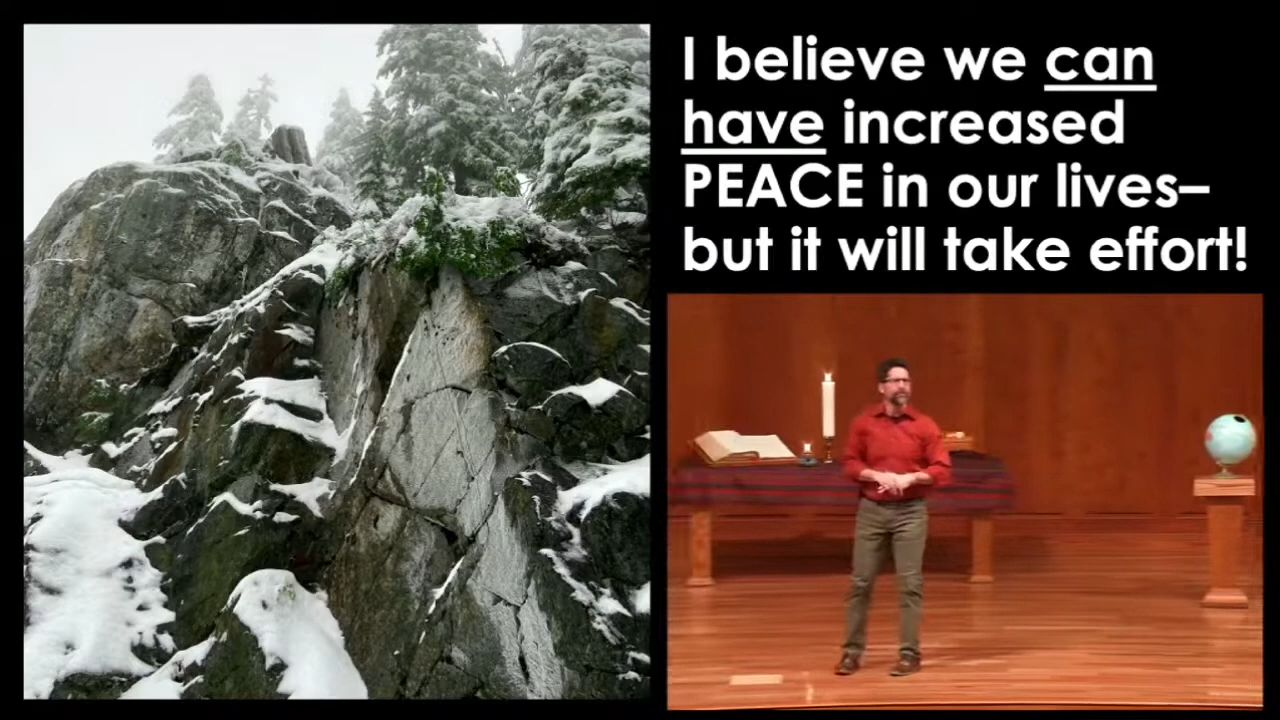 I believe we can
have increased
PEACE in our lives–
but it will take effort!